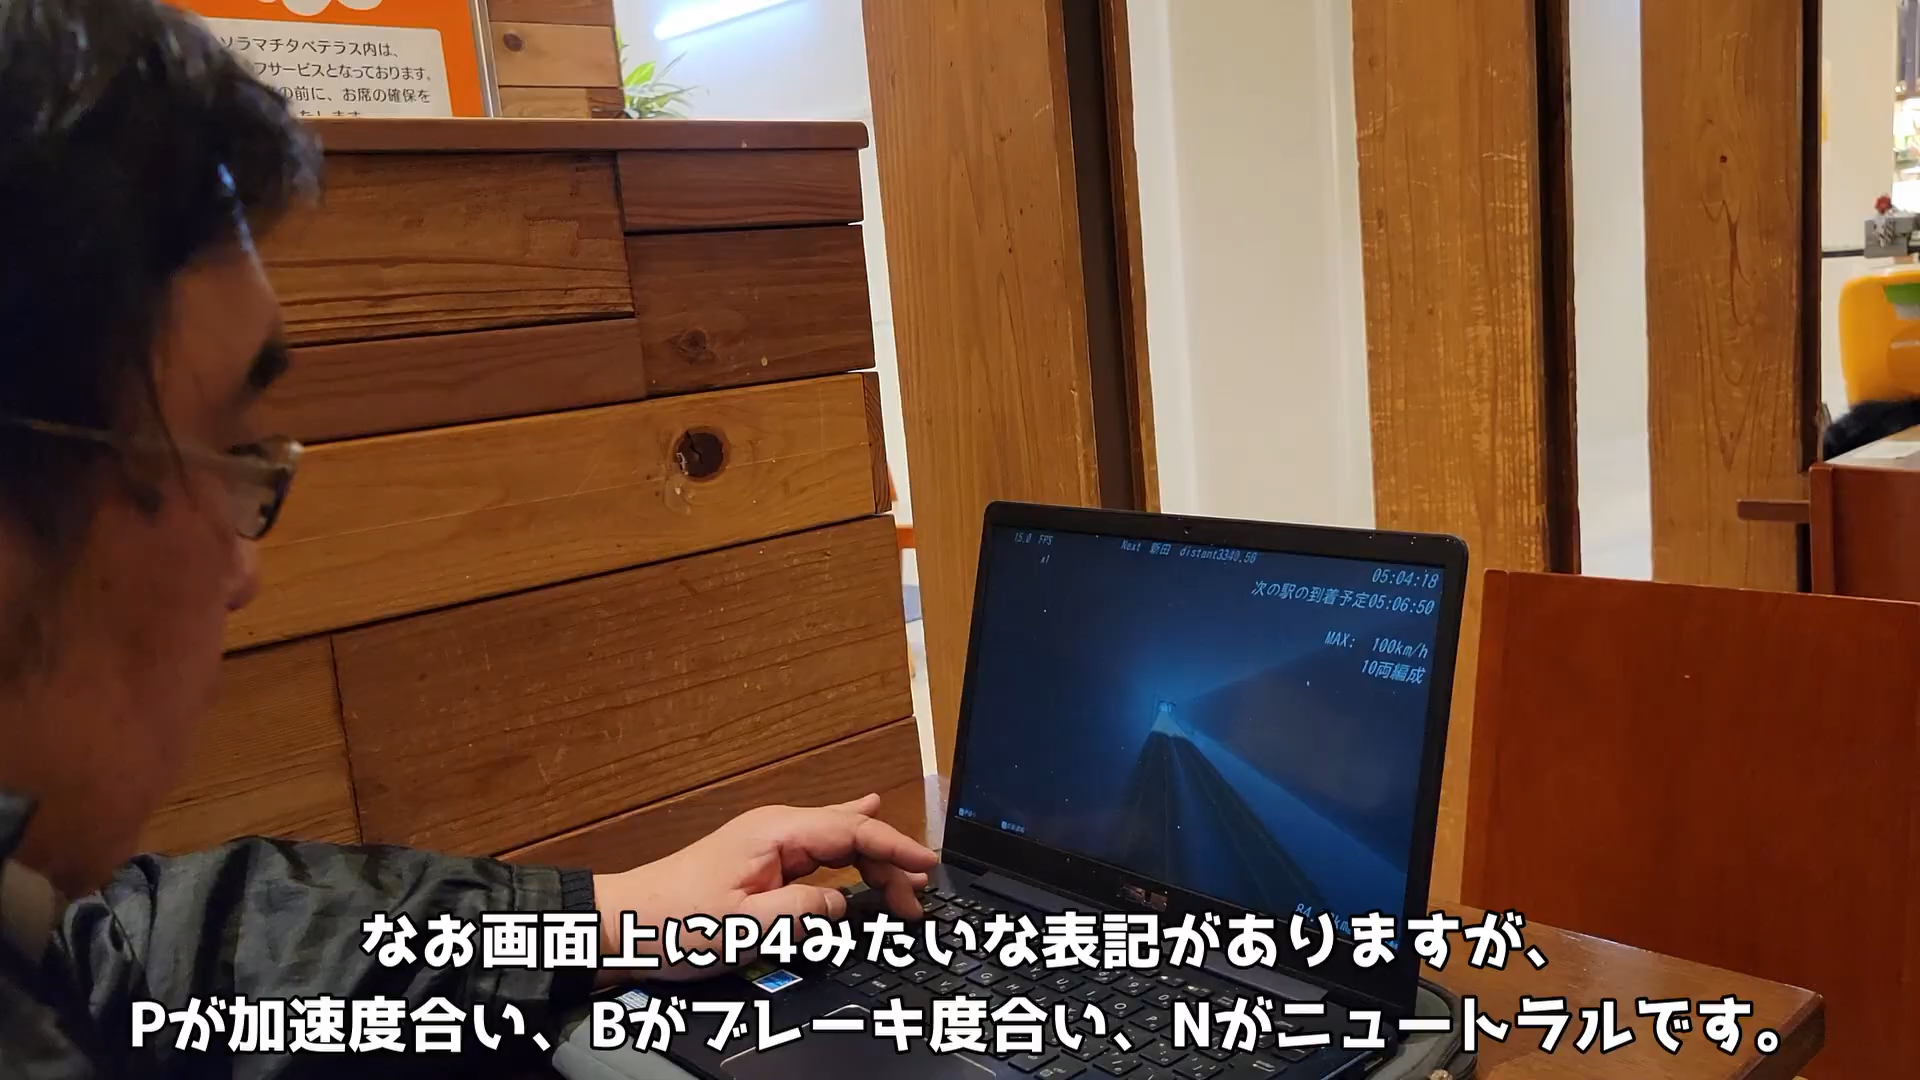 ソラマチタベテラス内は、
フサービスとなっております。
の前に、お席の確保を
15.0 FPS
x1
Next 新田 distant3340.56
05:04:18
次の駅の到着予定05:06:50
MAX: 100km/h
10両編成
なお画面上にP4みたいな表記がありますが、
Pが加速度合い、Bがブレーキ度合い、Nがニュートラルです。